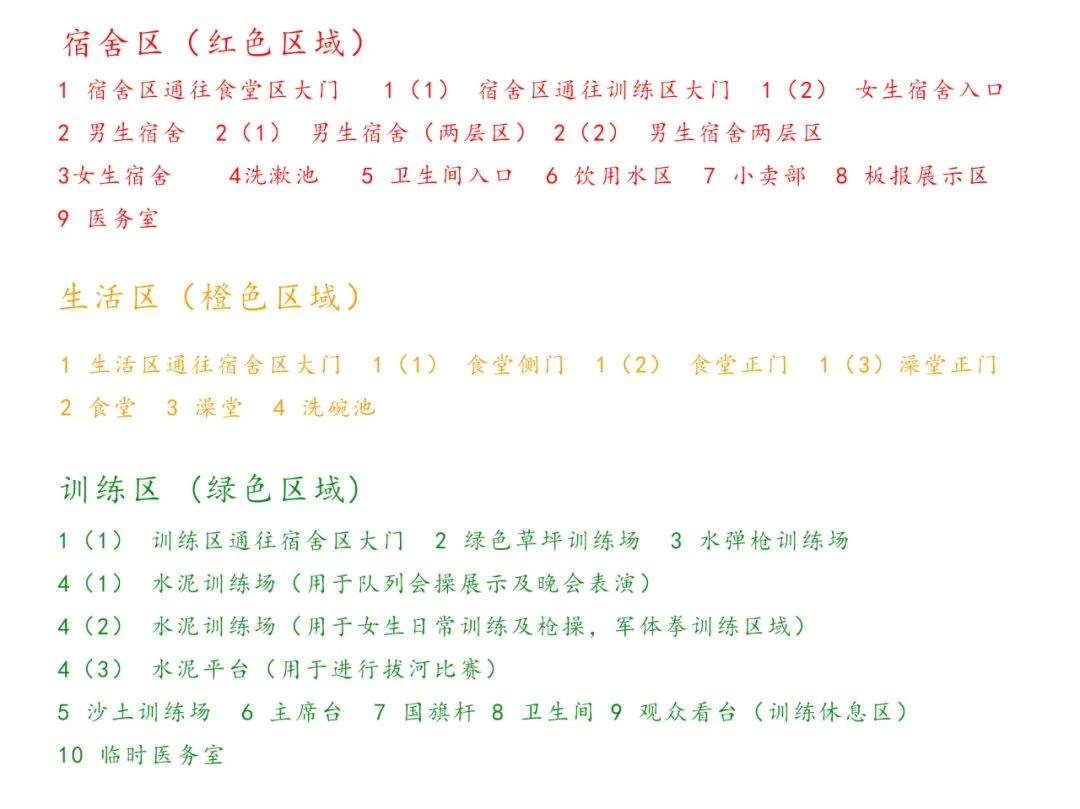 宿舍区（红色区域）
1 宿舍区通往食堂区大门 1（1） 宿舍区通往训练区大门 1（2） 女生宿舍入口
2 男生宿舍 2（1） 男生宿舍（两层区） 2（2） 男生宿舍两层区
3女生宿舍 4洗漱池 5 卫生间入口 6 饮用水区 7 小卖部 8 板报展示区
9 医务室
生活区（橙色区域）
1 生活区通往宿舍区大门 1（1） 食堂侧门 1（2） 食堂正门 1（3）澡堂正门
2 食堂 3 澡堂 4 洗碗池
训练区 （绿色区域）
1（1） 训练区通往宿舍区大门 2 绿色草坪训练场 3 水弹枪训练场
4（1） 水泥训练场（用于队列会操展示及晚会表演）
4（2） 水泥训练场（用于女生日常训练及枪操，军体拳训练区域）
4（3） 水泥平台（用于进行拔河比赛）
5 沙土训练场 6 主席台 7 国旗杆 8 卫生间 9 观众看台（训练休息区）
10 临时医务室